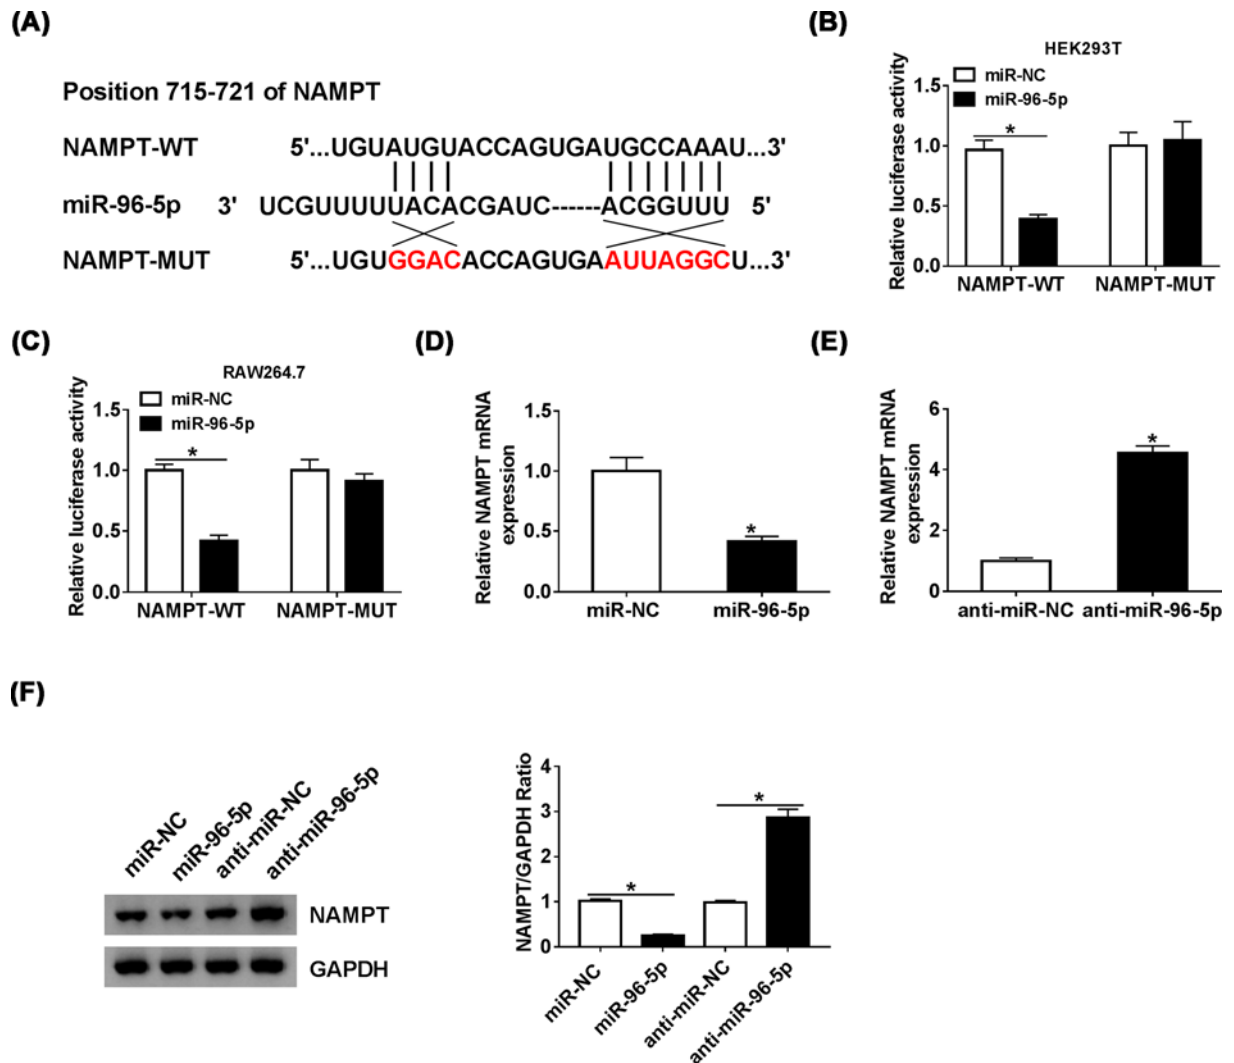 (A)
Position 715-721 of NAMPT
NAMPT-WT 5'...UGUAUGUACCAGUGAUGCCAAAU...3'
miR-96-5p 3' UCGUUUUUACACGAUC------ACGGUUU 5'
NAMPT-MUT 5'...UGUGGACACCAGUGAAUUAGGCU...3'
(B)
HEK293T
miR-NC
miR-96-5p
Relative luciferase activity
1.5
1.0
0.5
0.0
NAMPT-WT NAMPT-MUT
*
(C)
RAW264.7
miR-NC
miR-96-5p
Relative luciferase activity
1.5
1.0
0.5
0.0
NAMPT-WT NAMPT-MUT
*
(D)
Relative NAMPT mRNA
expression
1.5
1.0
0.5
0.0
miR-NC miR-96-5p
*
(E)
Relative NAMPT mRNA
expression
6
4
2
0
anti-miR-NC anti-miR-96-5p
*
(F)
miR-NC
miR-96-5p
anti-miR-NC
anti-miR-96-5p
NAMPT
GAPDH
NAMPT/GAPDH Ratio
4
3
2
1
0
*
*
miR-NC
miR-96-5p
anti-miR-NC
anti-miR-96-5p